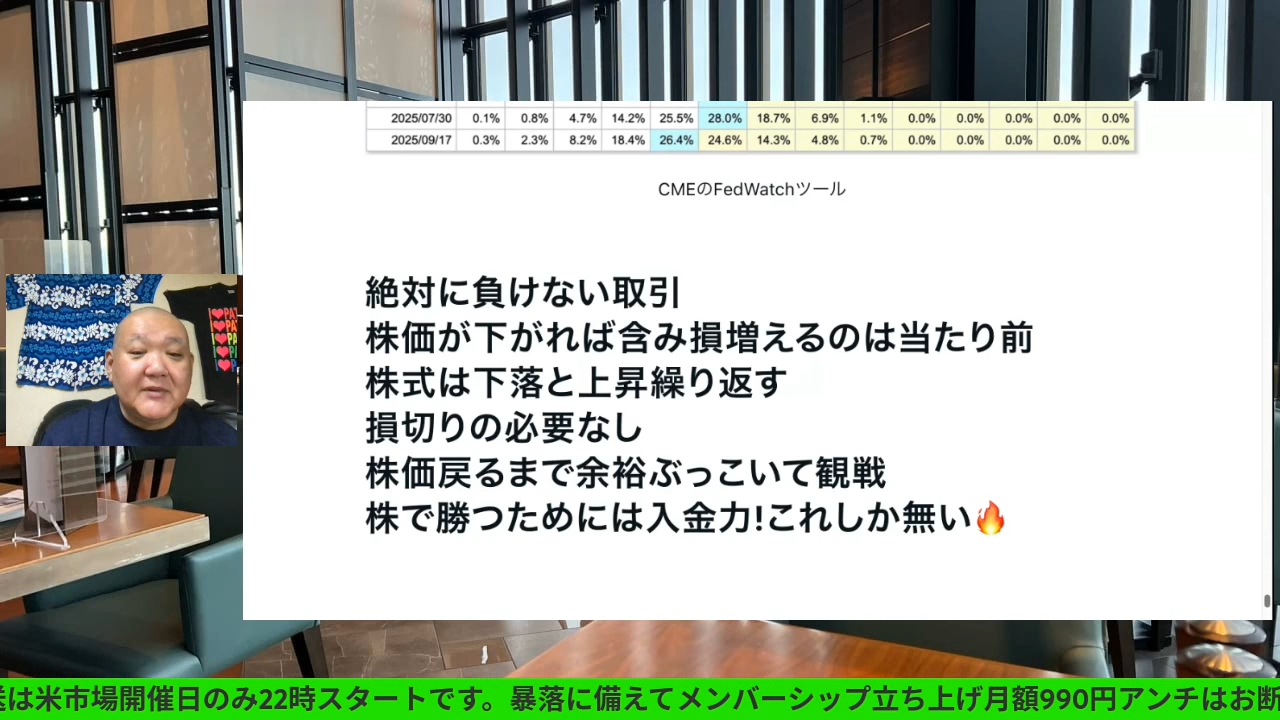 2025/07/30 0.1% 0.8% 4.7% 14.2% 25.5% 28.0% 18.7% 6.9% 1.1% 0.0% 0.0% 0.0% 0.0% 0.0%
2025/09/17 0.3% 2.3% 8.2% 18.4% 26.4% 24.6% 14.3% 4.8% 0.7% 0.0% 0.0% 0.0% 0.0% 0.0%
CMEのFedWatchツール
絶対に負けない取引
株価が下がれば含み損増えるのは当たり前
株式は下落と上昇繰り返す
損切りの必要なし
株価戻るまで余裕ぶっこいて観戦
株で勝つためには入金力!これしか無い🔥
は米市場開催日のみ22時スタートです。暴落に備えてメンバーシップ立ち上げ月額990円アンチはお断